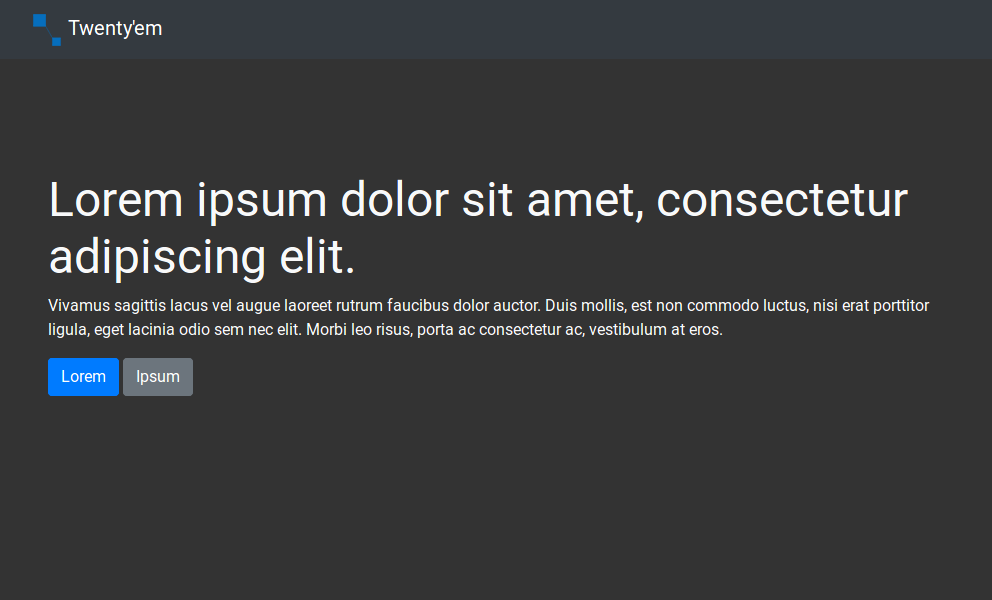 Twenty'em
Lorem ipsum dolor sit amet, consectetur
adipiscing elit.
Vivamus sagittis lacus vel augue laoreet rutrum faucibus dolor auctor. Duis mollis, est non commodo luctus, nisi erat porttitor
ligula, eget lacinia odio sem nec elit. Morbi leo risus, porta ac consectetur ac, vestibulum at eros.
Lorem Ipsum